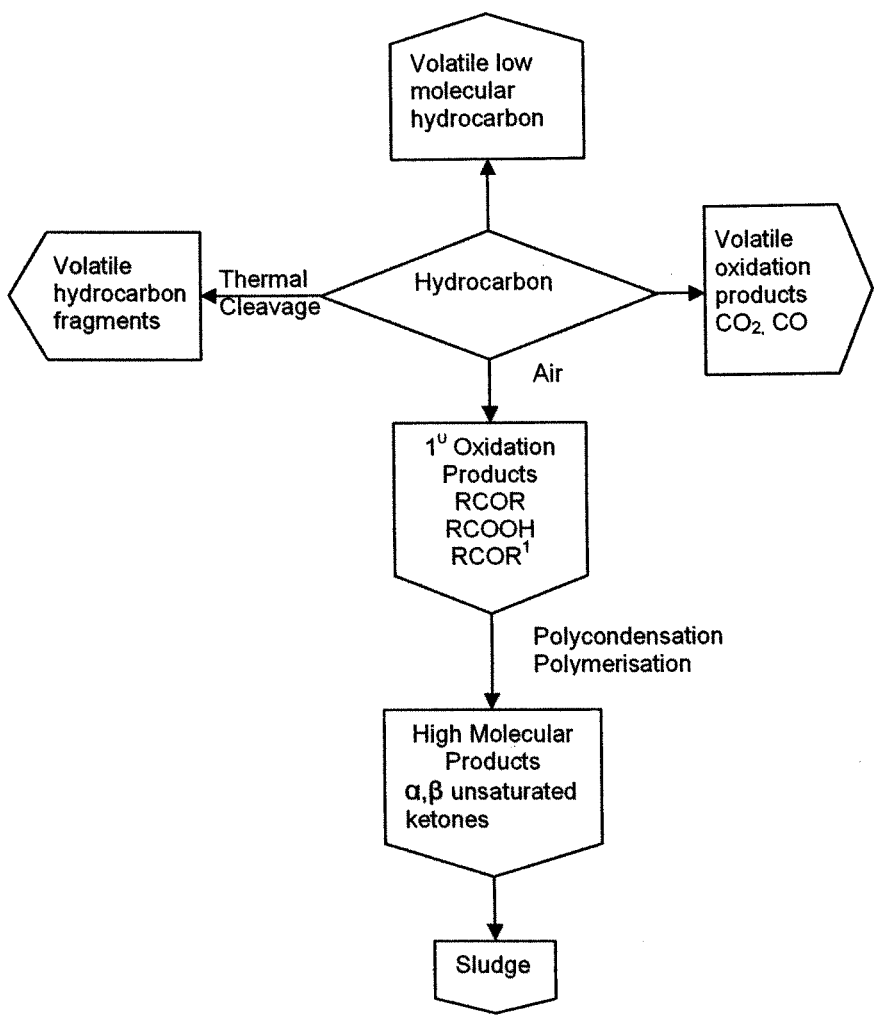 Volatile low
molecular
hydrocarbon
Volatile
hydrocarbon
fragments
Thermal
Cleavage
Hydrocarbon
Volatile
oxidation
products
CO₂, CO
Air
1⁰ Oxidation
Products
RCOR
RCOOH
RCOR¹
Polycondensation
Polymerisation
High Molecular
Products
α,β unsaturated
ketones
Sludge